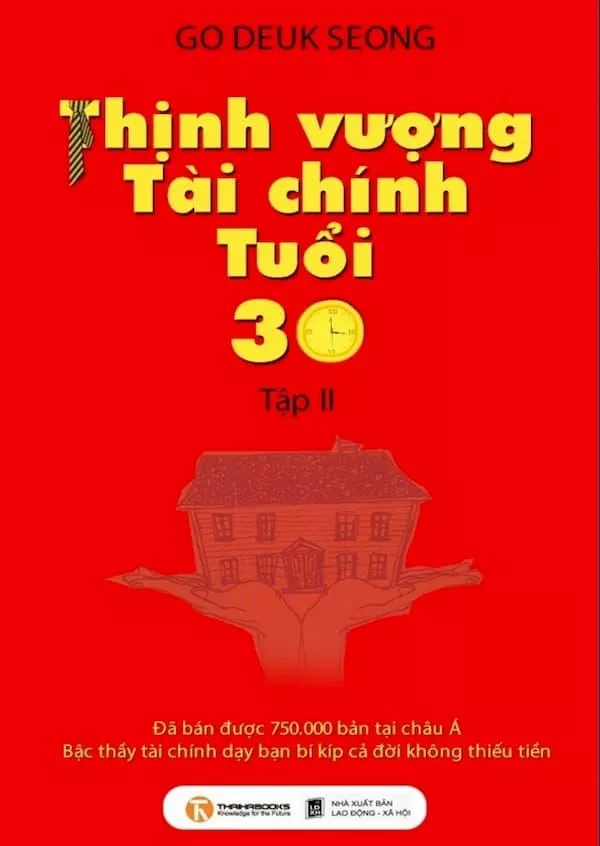 GO DEUK SEONG
Thịnh vượng
Tài chính
Tuổi
30
Tập II
Đã bán được 750.000 bản tại châu Á
Bậc thầy tài chính dạy bạn bí kíp cả đời không thiếu tiền
THAIHABOOKS
Knowledge for the Future
LĐ
XH
NHÀ XUẤT BẢN
LAO ĐỘNG - XÃ HỘI